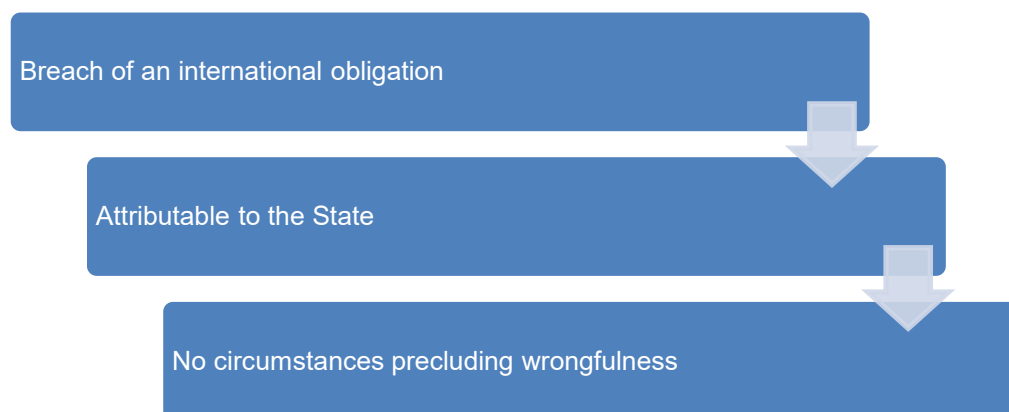 Breach of an international obligation
Attributable to the State
No circumstances precluding wrongfulness